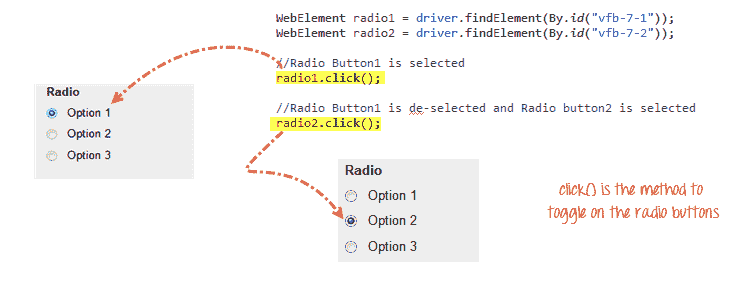 WebElement radio1 = driver.findElement(By.id("vfb-7-1"));
WebElement radio2 = driver.findElement(By.id("vfb-7-2"));
//Radio Button1 is selected
radio1.click();
//Radio Button1 is de-selected and Radio button2 is selected
radio2.click();
Radio
Option 1
Option 2
Option 3
Radio
Option 1
Option 2
Option 3
click() is the method to
toggle on the radio buttons